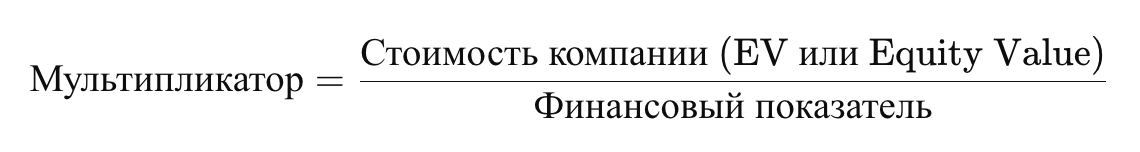 Мультипликатор = Стоимость компании (EV или Equity Value)
Финансовый показатель